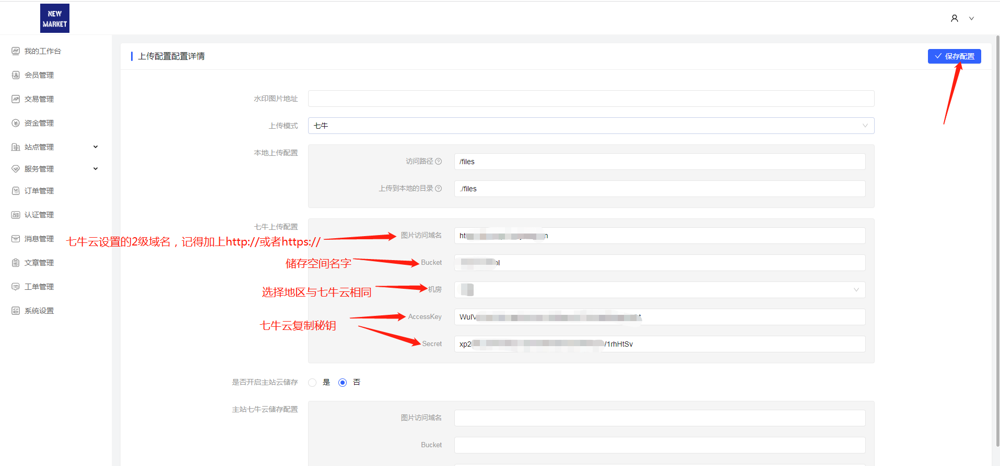 NEW
MARKET
我的工作台
会员管理
交易管理
资金管理
站点管理
服务管理
订单管理
认证管理
消息管理
文章管理
工单管理
系统设置
上传配置配置详情
保存配置
水印图片地址
上传模式
七牛
本地上传配置
访问路径
/files
上传到本地的目录
./files
七牛上传配置
七牛云设置的2级域名，记得加上http://或者https://
图片访问域名
储存空间名字
Bucket
选择地区与七牛云相同
机房
七牛云复制秘钥
AccessKey
Secret
xp2 /1rhHtSv
是否开启主站云储存
是
否
主站七牛云储存配置
图片访问域名
Bucket